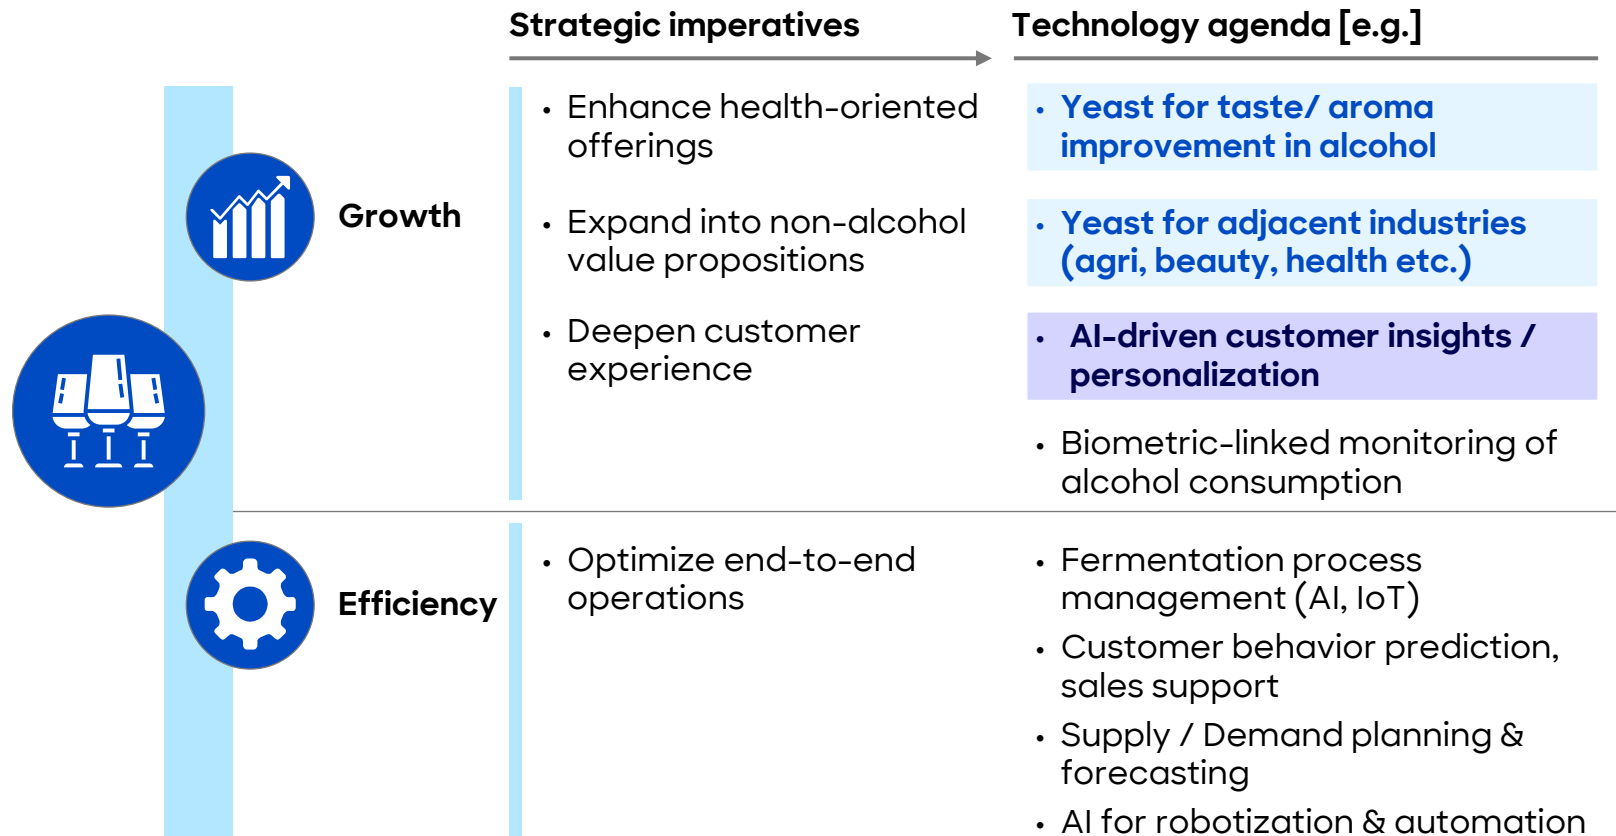 Strategic imperatives
Technology agenda [e.g.]
Growth
• Enhance health-oriented
offerings
• Expand into non-alcohol
value propositions
• Deepen customer
experience
• Yeast for taste/ aroma
improvement in alcohol
• Yeast for adjacent industries
(agri, beauty, health etc.)
• AI-driven customer insights /
personalization
• Biometric-linked monitoring of
alcohol consumption
Efficiency
• Optimize end-to-end
operations
• Fermentation process
management (AI, IoT)
• Customer behavior prediction,
sales support
• Supply / Demand planning &
forecasting
• AI for robotization & automation